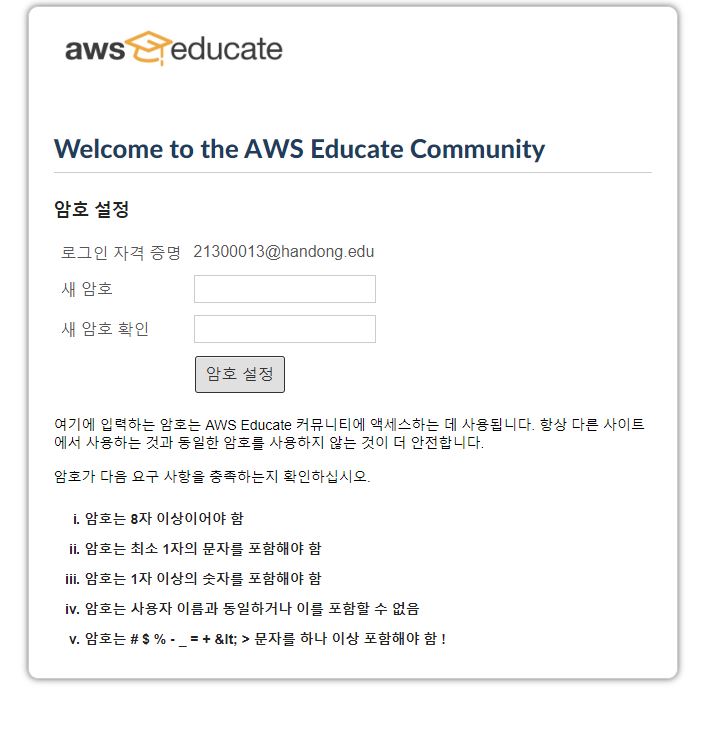 aws educate
Welcome to the AWS Educate Community
암호 설정
로그인 자격 증명 21300013@handong.edu
새 암호
새 암호 확인
암호 설정
여기에 입력하는 암호는 AWS Educate 커뮤니티에 액세스하는 데 사용됩니다. 항상 다른 사이트
에서 사용하는 것과 동일한 암호를 사용하지 않는 것이 더 안전합니다.
암호가 다음 요구 사항을 충족하는지 확인하십시오.
i. 암호는 8자 이상이어야 함
ii. 암호는 최소 1자의 문자를 포함해야 함
iii. 암호는 1자 이상의 숫자를 포함해야 함
iv. 암호는 사용자 이름과 동일하거나 이를 포함할 수 없음
v. 암호는 # $ % - _ = + &lt; > 문자를 하나 이상 포함해야 함 !